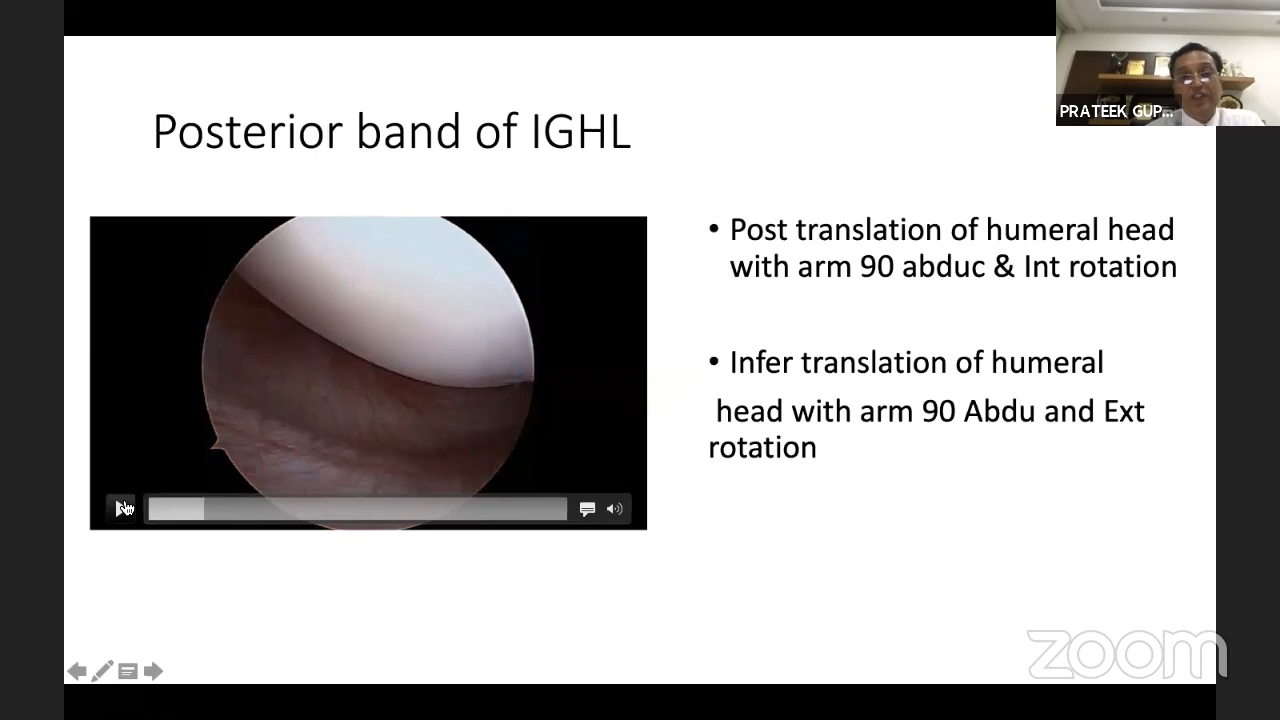 PRATEEK GUP...
Posterior band of IGHL
• Post translation of humeral head
with arm 90 abduc & Int rotation
• Infer translation of humeral
head with arm 90 Abdu and Ext
rotation
zoom